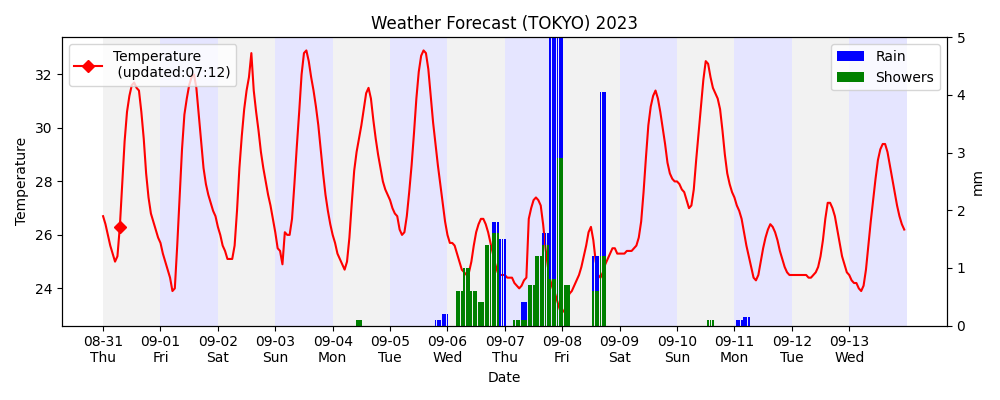 Weather Forecast (TOKYO) 2023
Temperature
(updated:07:12)
Rain
Showers
Temperature
32
30
28
26
24
5
4
3
2
1
0
mm
08-31 09-01 09-02 09-03 09-04 09-05 09-06 09-07 09-08 09-09 09-10 09-11 09-12 09-13
Thu Fri Sat Sun Mon Tue Wed Thu Fri Sat Sun Mon Tue Wed
Date